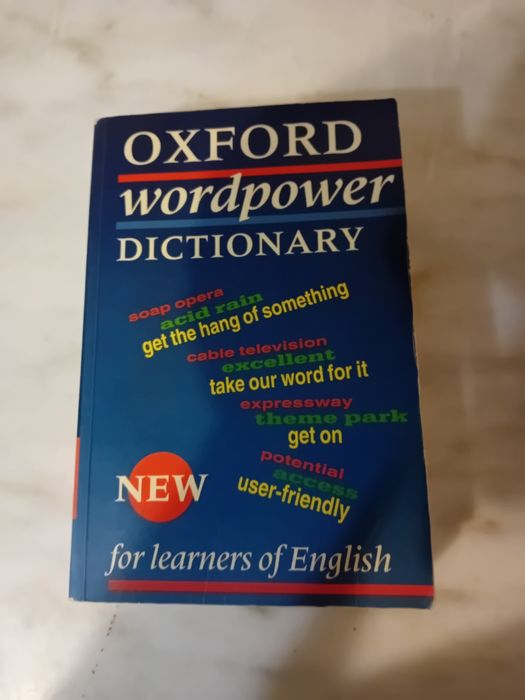 OXFORD
wordpower
DICTIONARY
soap opera
acid rain
get the hang of something
cable television
excellent
take our word for it
expressway
theme park
get on
potential
access
user-friendly
NEW
for learners of English